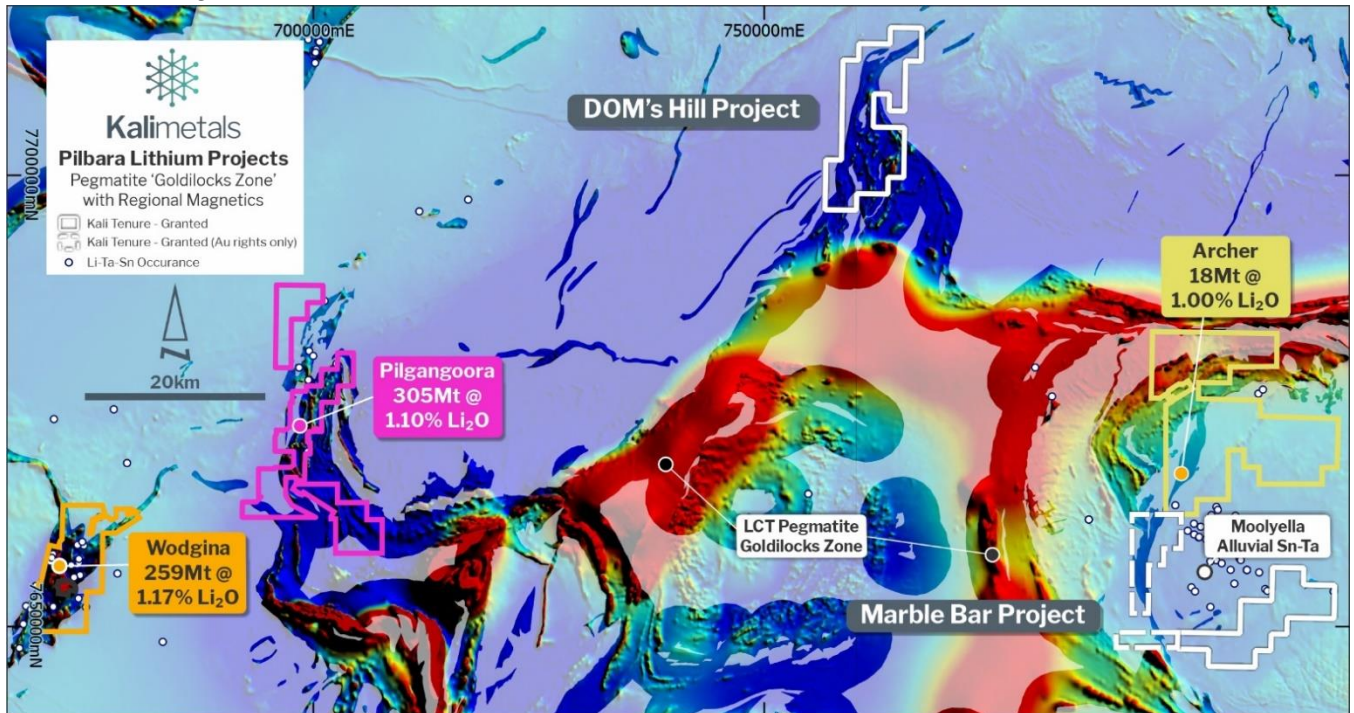 700000mE
750000mE
Kalimetals
Pilbara Lithium Projects
Pegmatite 'Goldilocks Zone'
with Regional Magnetics
Kali Tenure - Granted
Kali Tenure - Granted (Au rights only)
Li-Ta-Sn Occurance
Z
20km
7700000mN
7650000mN
DOM's Hill Project
Archer
18Mt @
1.00% Li₂O
Pilgangoora
305Mt @
1.10% Li₂O
Wodgina
259Mt @
1.17% Li₂O
LCT Pegmatite
Goldilocks Zone
Moolyella
Alluvial Sn-Ta
Marble Bar Project